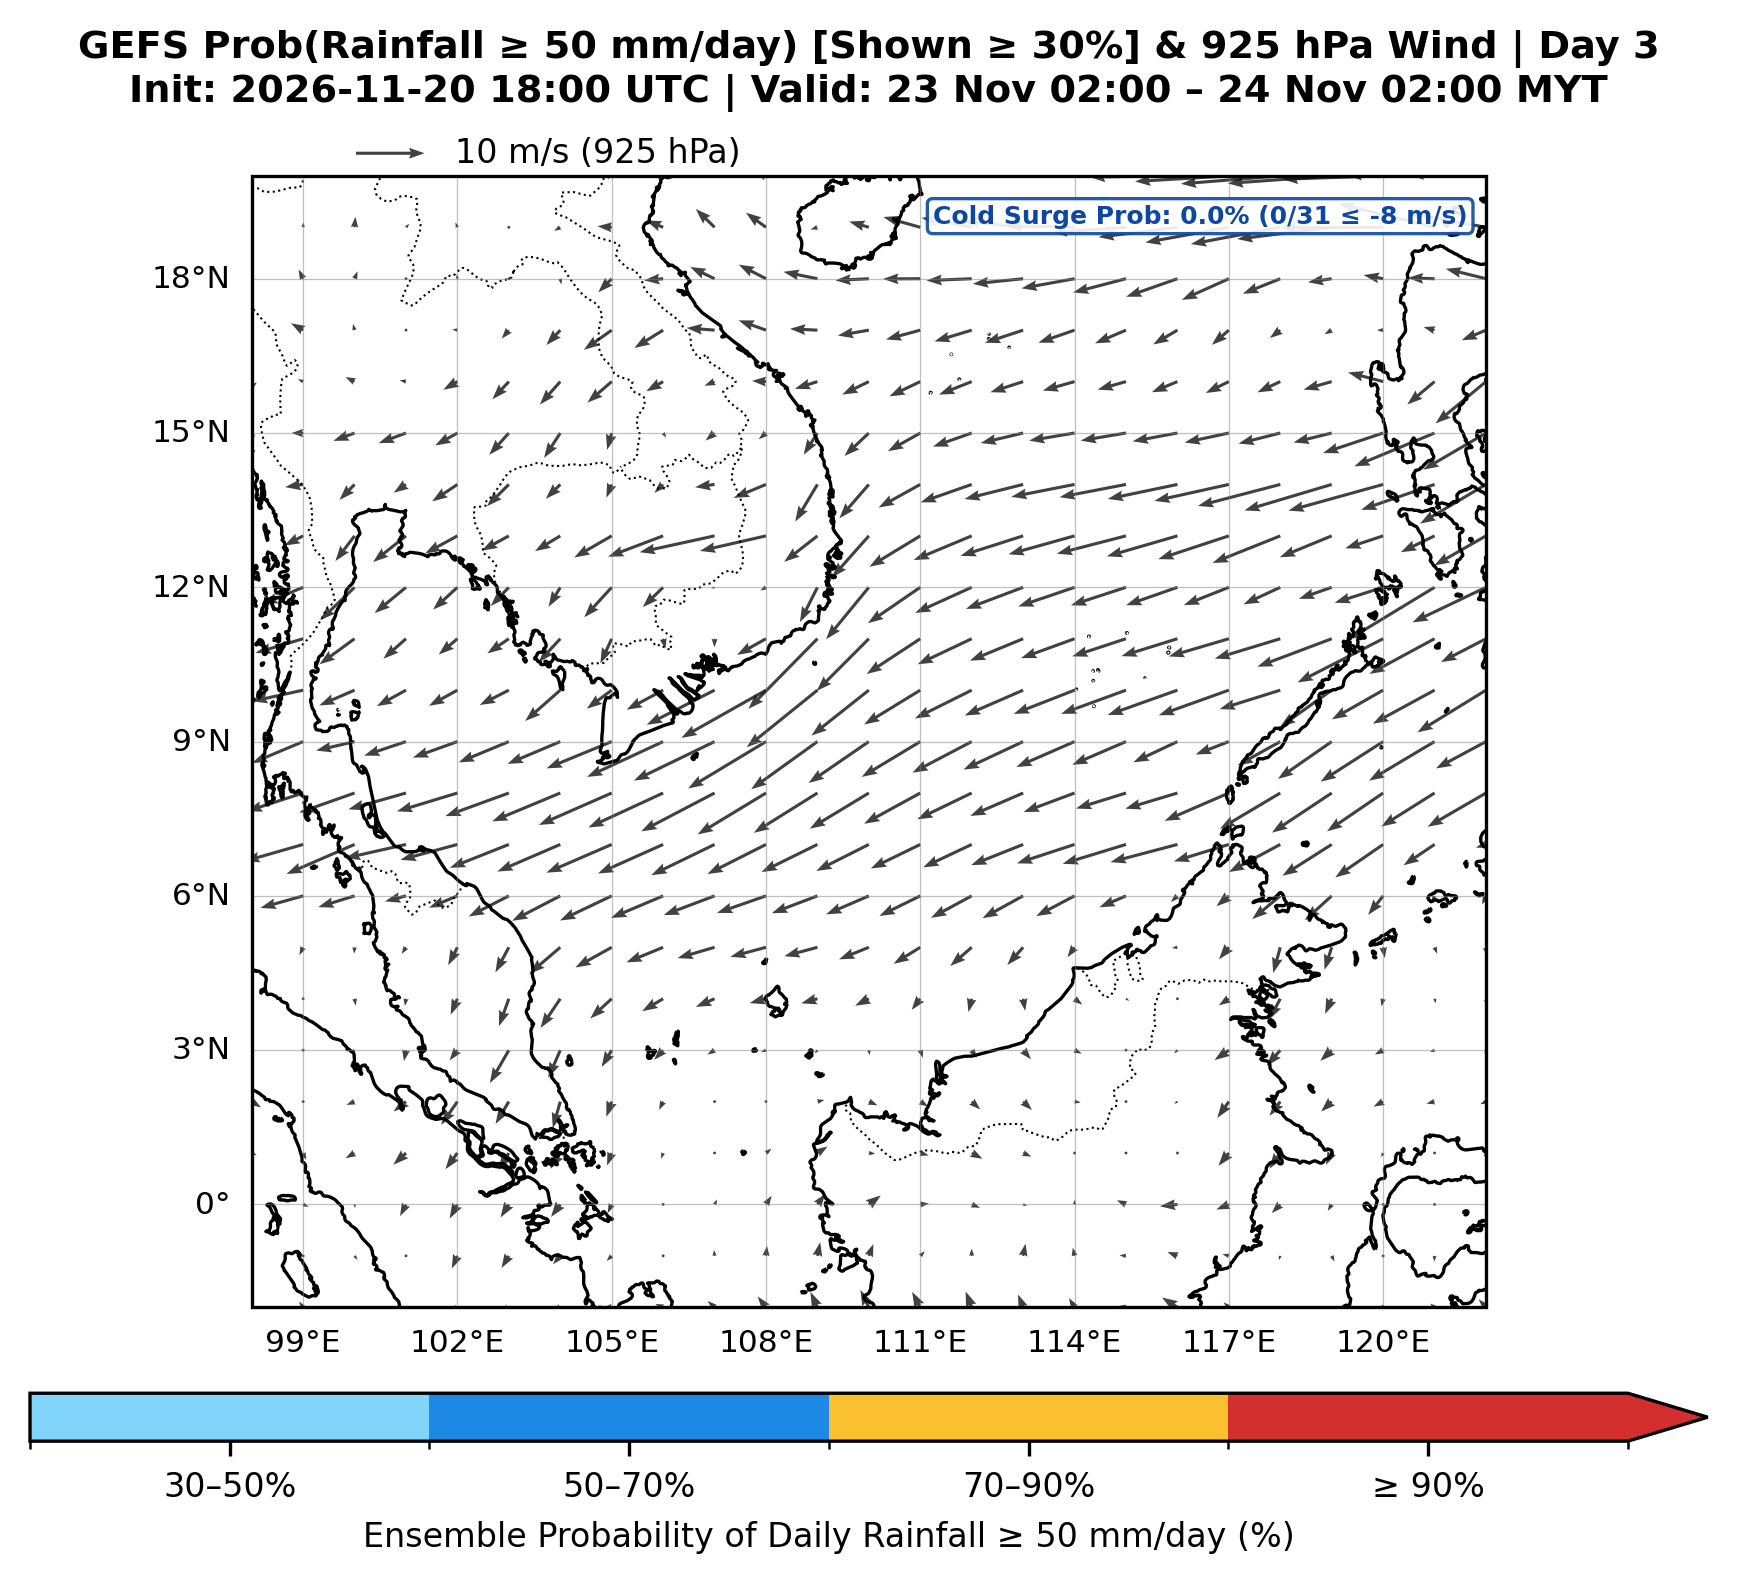 GEFS Prob(Rainfall ≥ 50 mm/day) [Shown ≥ 30%] & 925 hPa Wind | Day 3
Init: 2026-11-20 18:00 UTC | Valid: 23 Nov 02:00 – 24 Nov 02:00 MYT
10 m/s (925 hPa)
Cold Surge Prob: 0.0% (0/31 ≤ -8 m/s)
18°N
15°N
12°N
9°N
6°N
3°N
0°
99°E 102°E 105°E 108°E 111°E 114°E 117°E 120°E
30–50% 50–70% 70–90% ≥ 90%
Ensemble Probability of Daily Rainfall ≥ 50 mm/day (%)